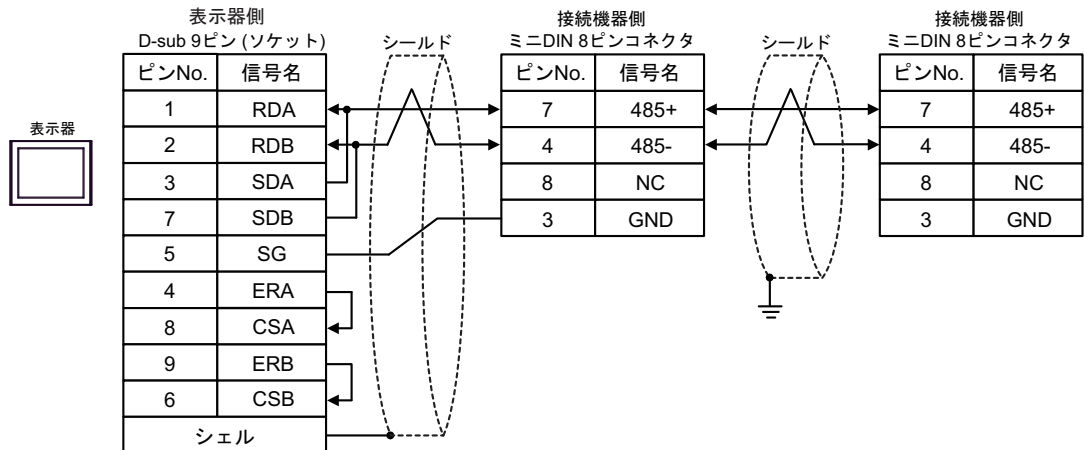 表示器
表示器側
D-sub 9ピン (ソケット)
ピンNo. 信号名
1 RDA
2 RDB
3 SDA
7 SDB
5 SG
4 ERA
8 CSA
9 ERB
6 CSB
シェル
シールド
接続機器側
ミニDIN 8ピンコネクタ
ピンNo. 信号名
7 485+
4 485-
8 NC
3 GND
シールド
接続機器側
ミニDIN 8ピンコネクタ
ピンNo. 信号名
7 485+
4 485-
8 NC
3 GND